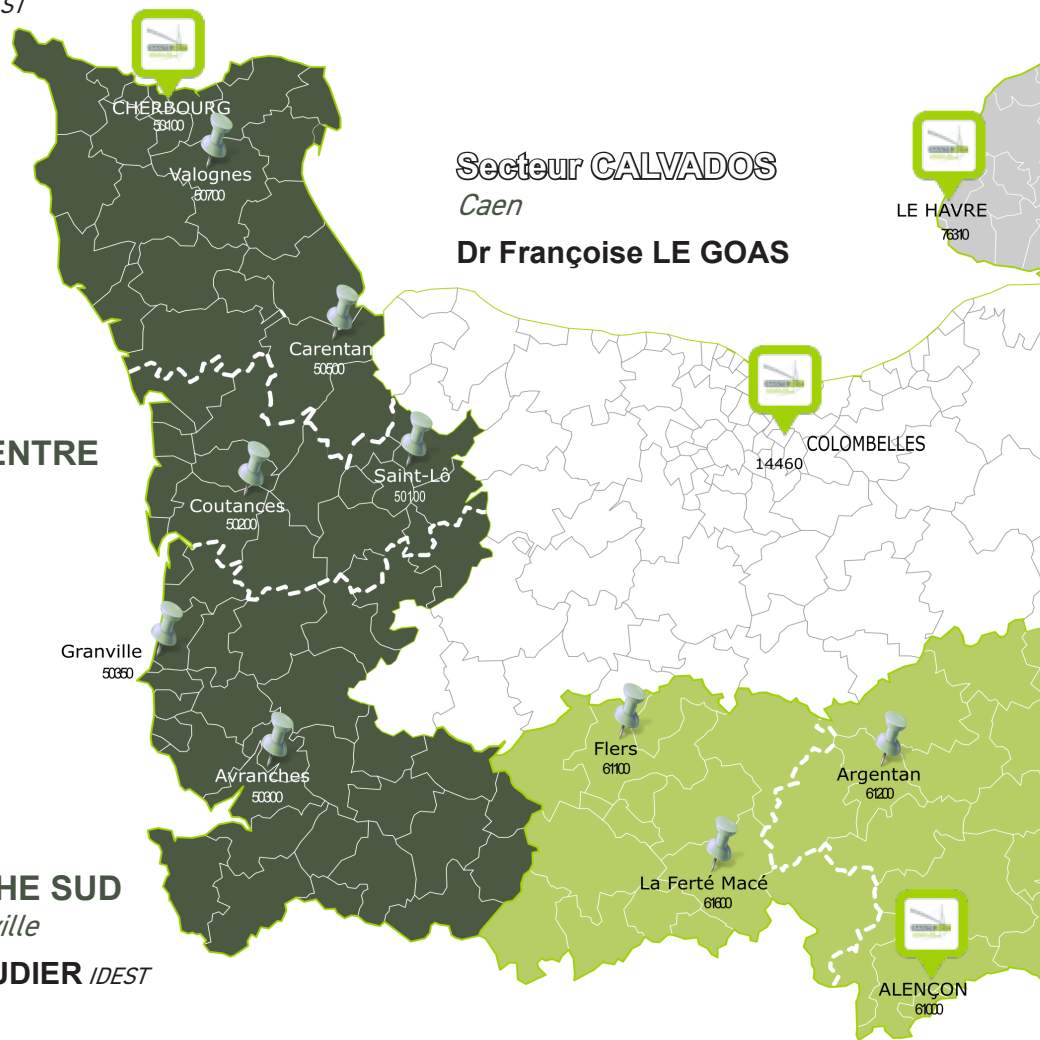 CHERBOURG
50100
Valognes
50700
Secteur CALVADOS
Caen
Dr Françoise LE GOAS
LE HAVRE
76310
Carentan
50500
COLOMBELLES
14460
ENTRE
Saint-Lô
50100
Coutances
50200
Granville
50350
Flers
61100
Argentan
61200
Avranches
50300
La Ferté Macé
61600
HE SUD
ville
UDIER IDEST
ALENÇON
61000